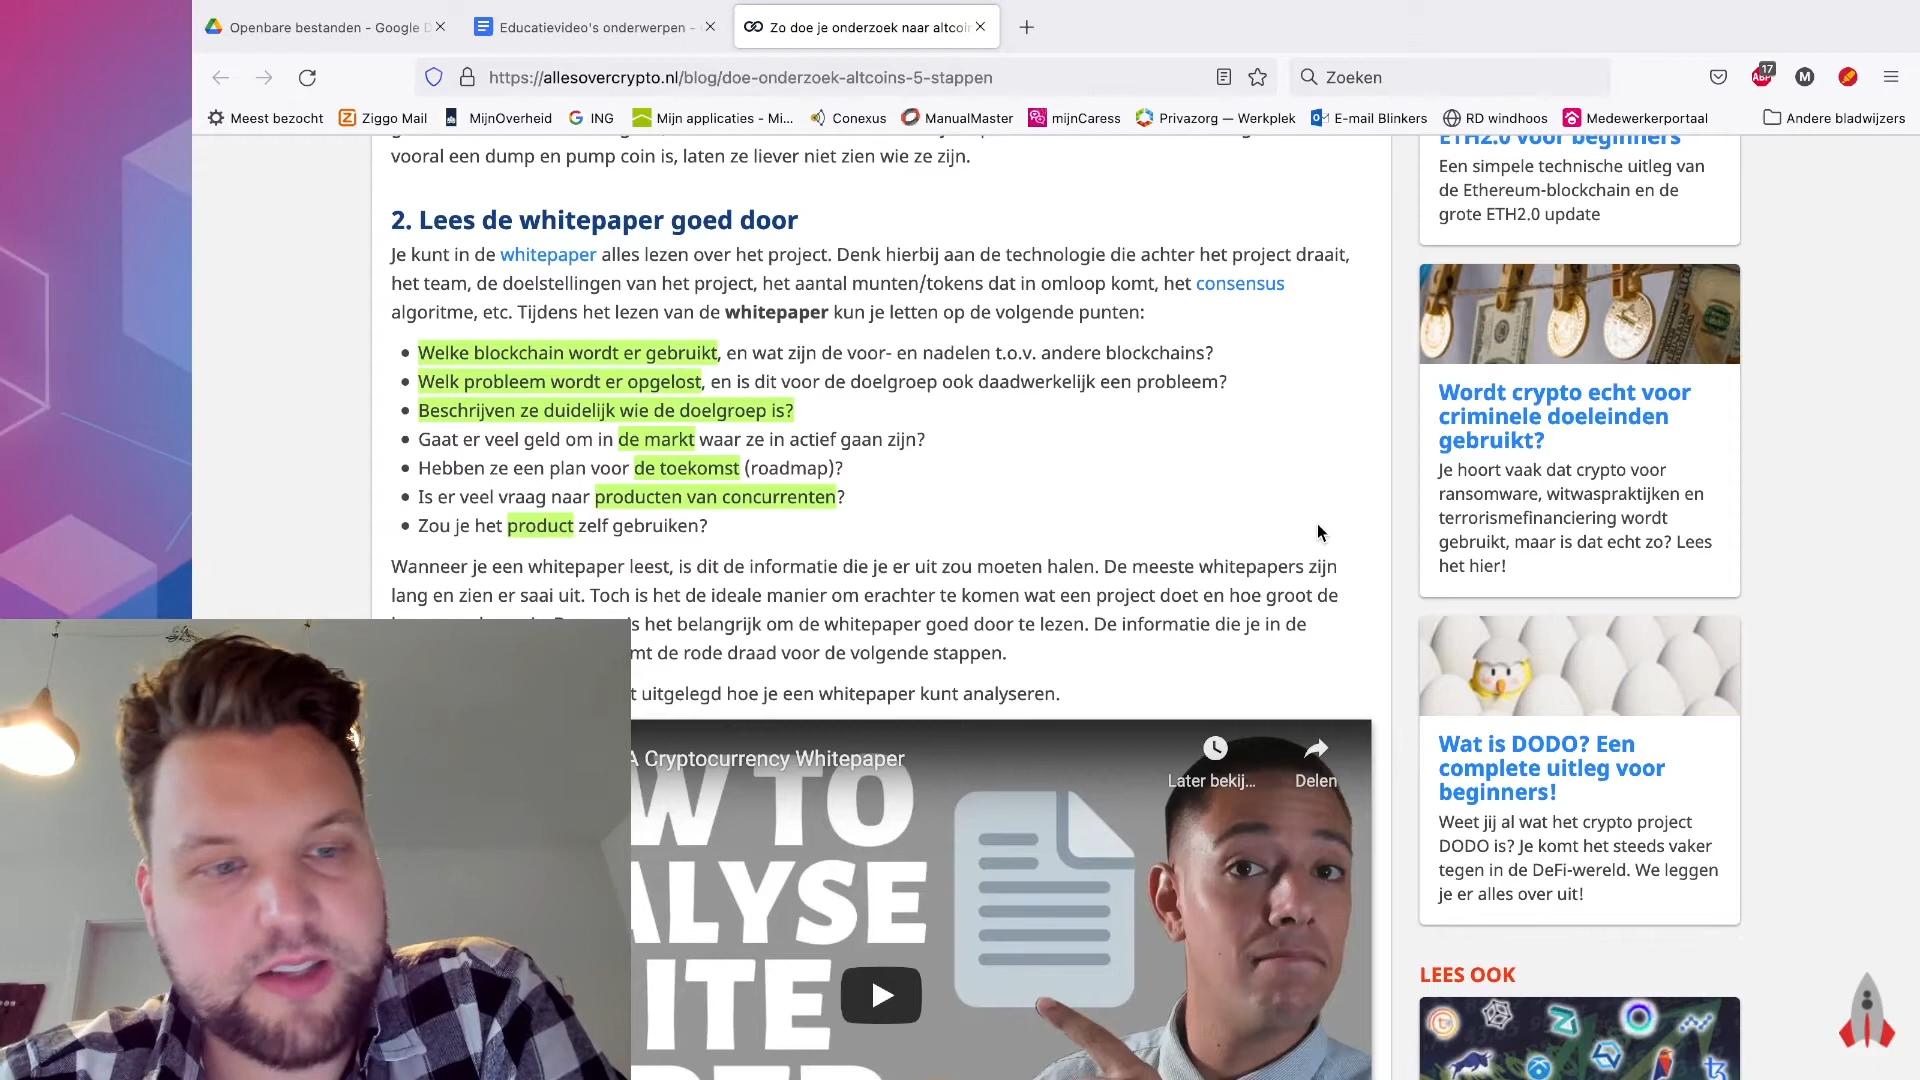 Openbare bestanden - Google D
Educatievideo's onderwerpen -
Zo doe je onderzoek naar altcoin
https://allesovercrypto.nl/blog/doe-onderzoek-altcoins-5-stappen
Zoeken
ABP
17
M
Meest bezocht
Ziggo Mail
MijnOverheid
ING
Mijn applicaties - Mi...
Conexus
ManualMaster
mijnCaress
Privazorg — Werkplek
E-mail Blinkers
RD windhoos
Medewerkerportaal
Andere bladwijzers
vooral een dump en pump coin is, laten ze liever niet zien wie ze zijn.
2. Lees de whitepaper goed door
Je kunt in de whitepaper alles lezen over het project. Denk hierbij aan de technologie die achter het project draait,
het team, de doelstellingen van het project, het aantal munten/tokens dat in omloop komt, het consensus
algoritme, etc. Tijdens het lezen van de whitepaper kun je letten op de volgende punten:
• Welke blockchain wordt er gebruikt, en wat zijn de voor- en nadelen t.o.v. andere blockchains?
• Welk probleem wordt er opgelost, en is dit voor de doelgroep ook daadwerkelijk een probleem?
• Beschrijven ze duidelijk wie de doelgroep is?
• Gaat er veel geld om in de markt waar ze in actief gaan zijn?
• Hebben ze een plan voor de toekomst (roadmap)?
• Is er veel vraag naar producten van concurrenten?
• Zou je het product zelf gebruiken?
Wanneer je een whitepaper leest, is dit de informatie die je er uit zou moeten halen. De meeste whitepapers zijn
lang en zien er saai uit. Toch is het de ideale manier om erachter te komen wat een project doet en hoe groot de
is het belangrijk om de whitepaper goed door te lezen. De informatie die je in de
mt de rode draad voor de volgende stappen.
t uitgelegd hoe je een whitepaper kunt analyseren.
A Cryptocurrency Whitepaper
Later bekij...
Delen
W TO
ALYSE
ITE
ETH2.0 voor beginners
Een simpele technische uitleg van
de Ethereum-blockchain en de
grote ETH2.0 update
Wordt crypto echt voor
criminele doeleinden
gebruikt?
Je hoort vaak dat crypto voor
ransomware, witwaspraktijken en
terrorismefinanciering wordt
gebruikt, maar is dat echt zo? Lees
het hier!
Wat is DODO? Een
complete uitleg voor
beginners!
Weet jij al wat het crypto project
DODO is? Je komt het steeds vaker
tegen in de DeFi-wereld. We leggen
je er alles over uit!
LEES OOK